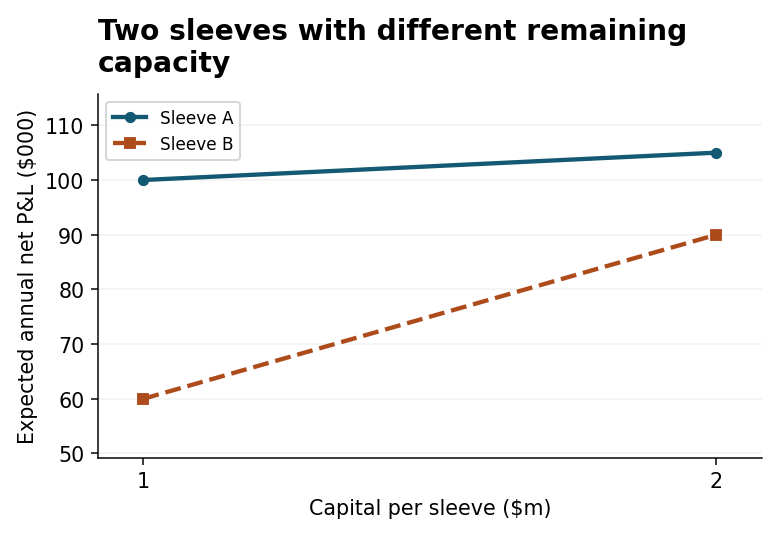 Two sleeves with different remaining
capacity
Expected annual net P&L ($000)
110
100
90
80
70
60
50
Sleeve A
Sleeve B
1
2
Capital per sleeve ($m)